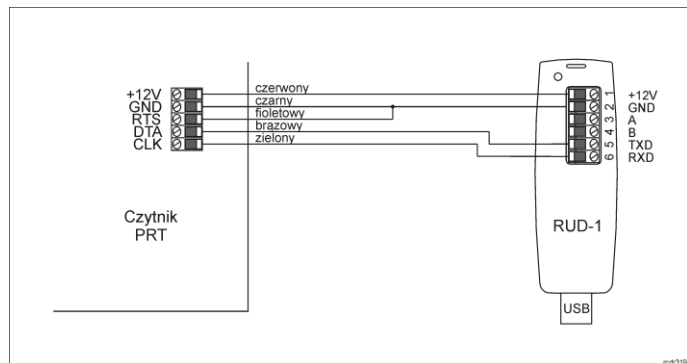 +12V
GND
RTS
DTA
CLK
czerwony
czarny
fioletowy
brązowy
zielony
1
2
3
4
5
6
+12V
GND
A
B
TXD
RXD
Czytnik
PRT
RUD-1
USB